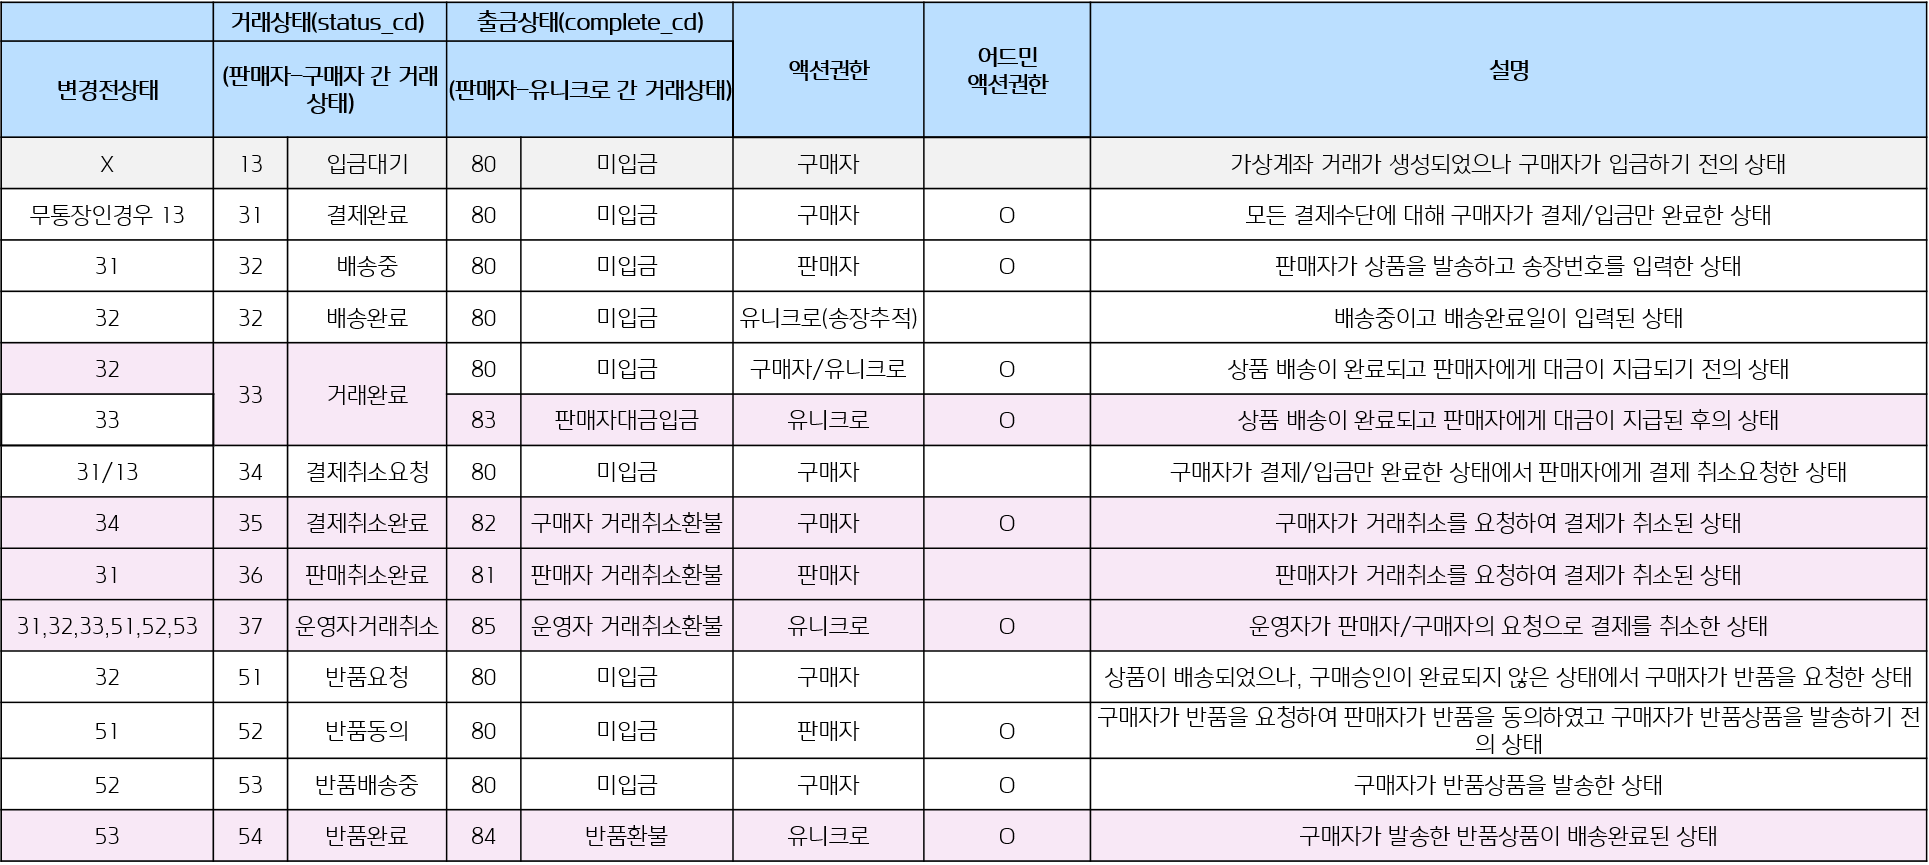 거래상태(status_cd) 출금상태(complete_cd) 액션권한 어드민 설명
액션권한
변경전상태 (판매자-구매자 간 거래 (판매자-유니크로 간 거래상태)
상태)
X 13 입금대기 80 미입금 구매자 가상계좌 거래가 생성되었으나 구매자가 입금하기 전의 상태
무통장인경우 13 31 결제완료 80 미입금 구매자 O 모든 결제수단에 대해 구매자가 결제/입금만 완료한 상태
31 32 배송중 80 미입금 판매자 O 판매자가 상품을 발송하고 송장번호를 입력한 상태
32 32 배송완료 80 미입금 유니크로(송장추적) 배송중이고 배송완료일이 입력된 상태
32 33 거래완료 80 미입금 구매자/유니크로 O 상품 배송이 완료되고 판매자에게 대금이 지급되기 전의 상태
33 83 판매자대금입금 유니크로 O 상품 배송이 완료되고 판매자에게 대금이 지급된 후의 상태
31/13 34 결제취소요청 80 미입금 구매자 구매자가 결제/입금만 완료한 상태에서 판매자에게 결제 취소요청한 상태
34 35 결제취소완료 82 구매자 거래취소환불 구매자 O 구매자가 거래취소를 요청하여 결제가 취소된 상태
31 36 판매취소완료 81 판매자 거래취소환불 판매자 판매자가 거래취소를 요청하여 결제가 취소된 상태
31,32,33,51,52,53 37 운영자거래취소 85 운영자 거래취소환불 유니크로 O 운영자가 판매자/구매자의 요청으로 결제를 취소한 상태
32 51 반품요청 80 미입금 구매자 상품이 배송되었으나, 구매승인이 완료되지 않은 상태에서 구매자가 반품을 요청한 상태
51 52 반품동의 80 미입금 판매자 O 구매자가 반품을 요청하여 판매자가 반품을 동의하였고 구매자가 반품상품을 발송하기 전
의 상태
52 53 반품배송중 80 미입금 구매자 O 구매자가 반품상품을 발송한 상태
53 54 반품완료 84 반품환불 유니크로 O 구매자가 발송한 반품상품이 배송완료된 상태